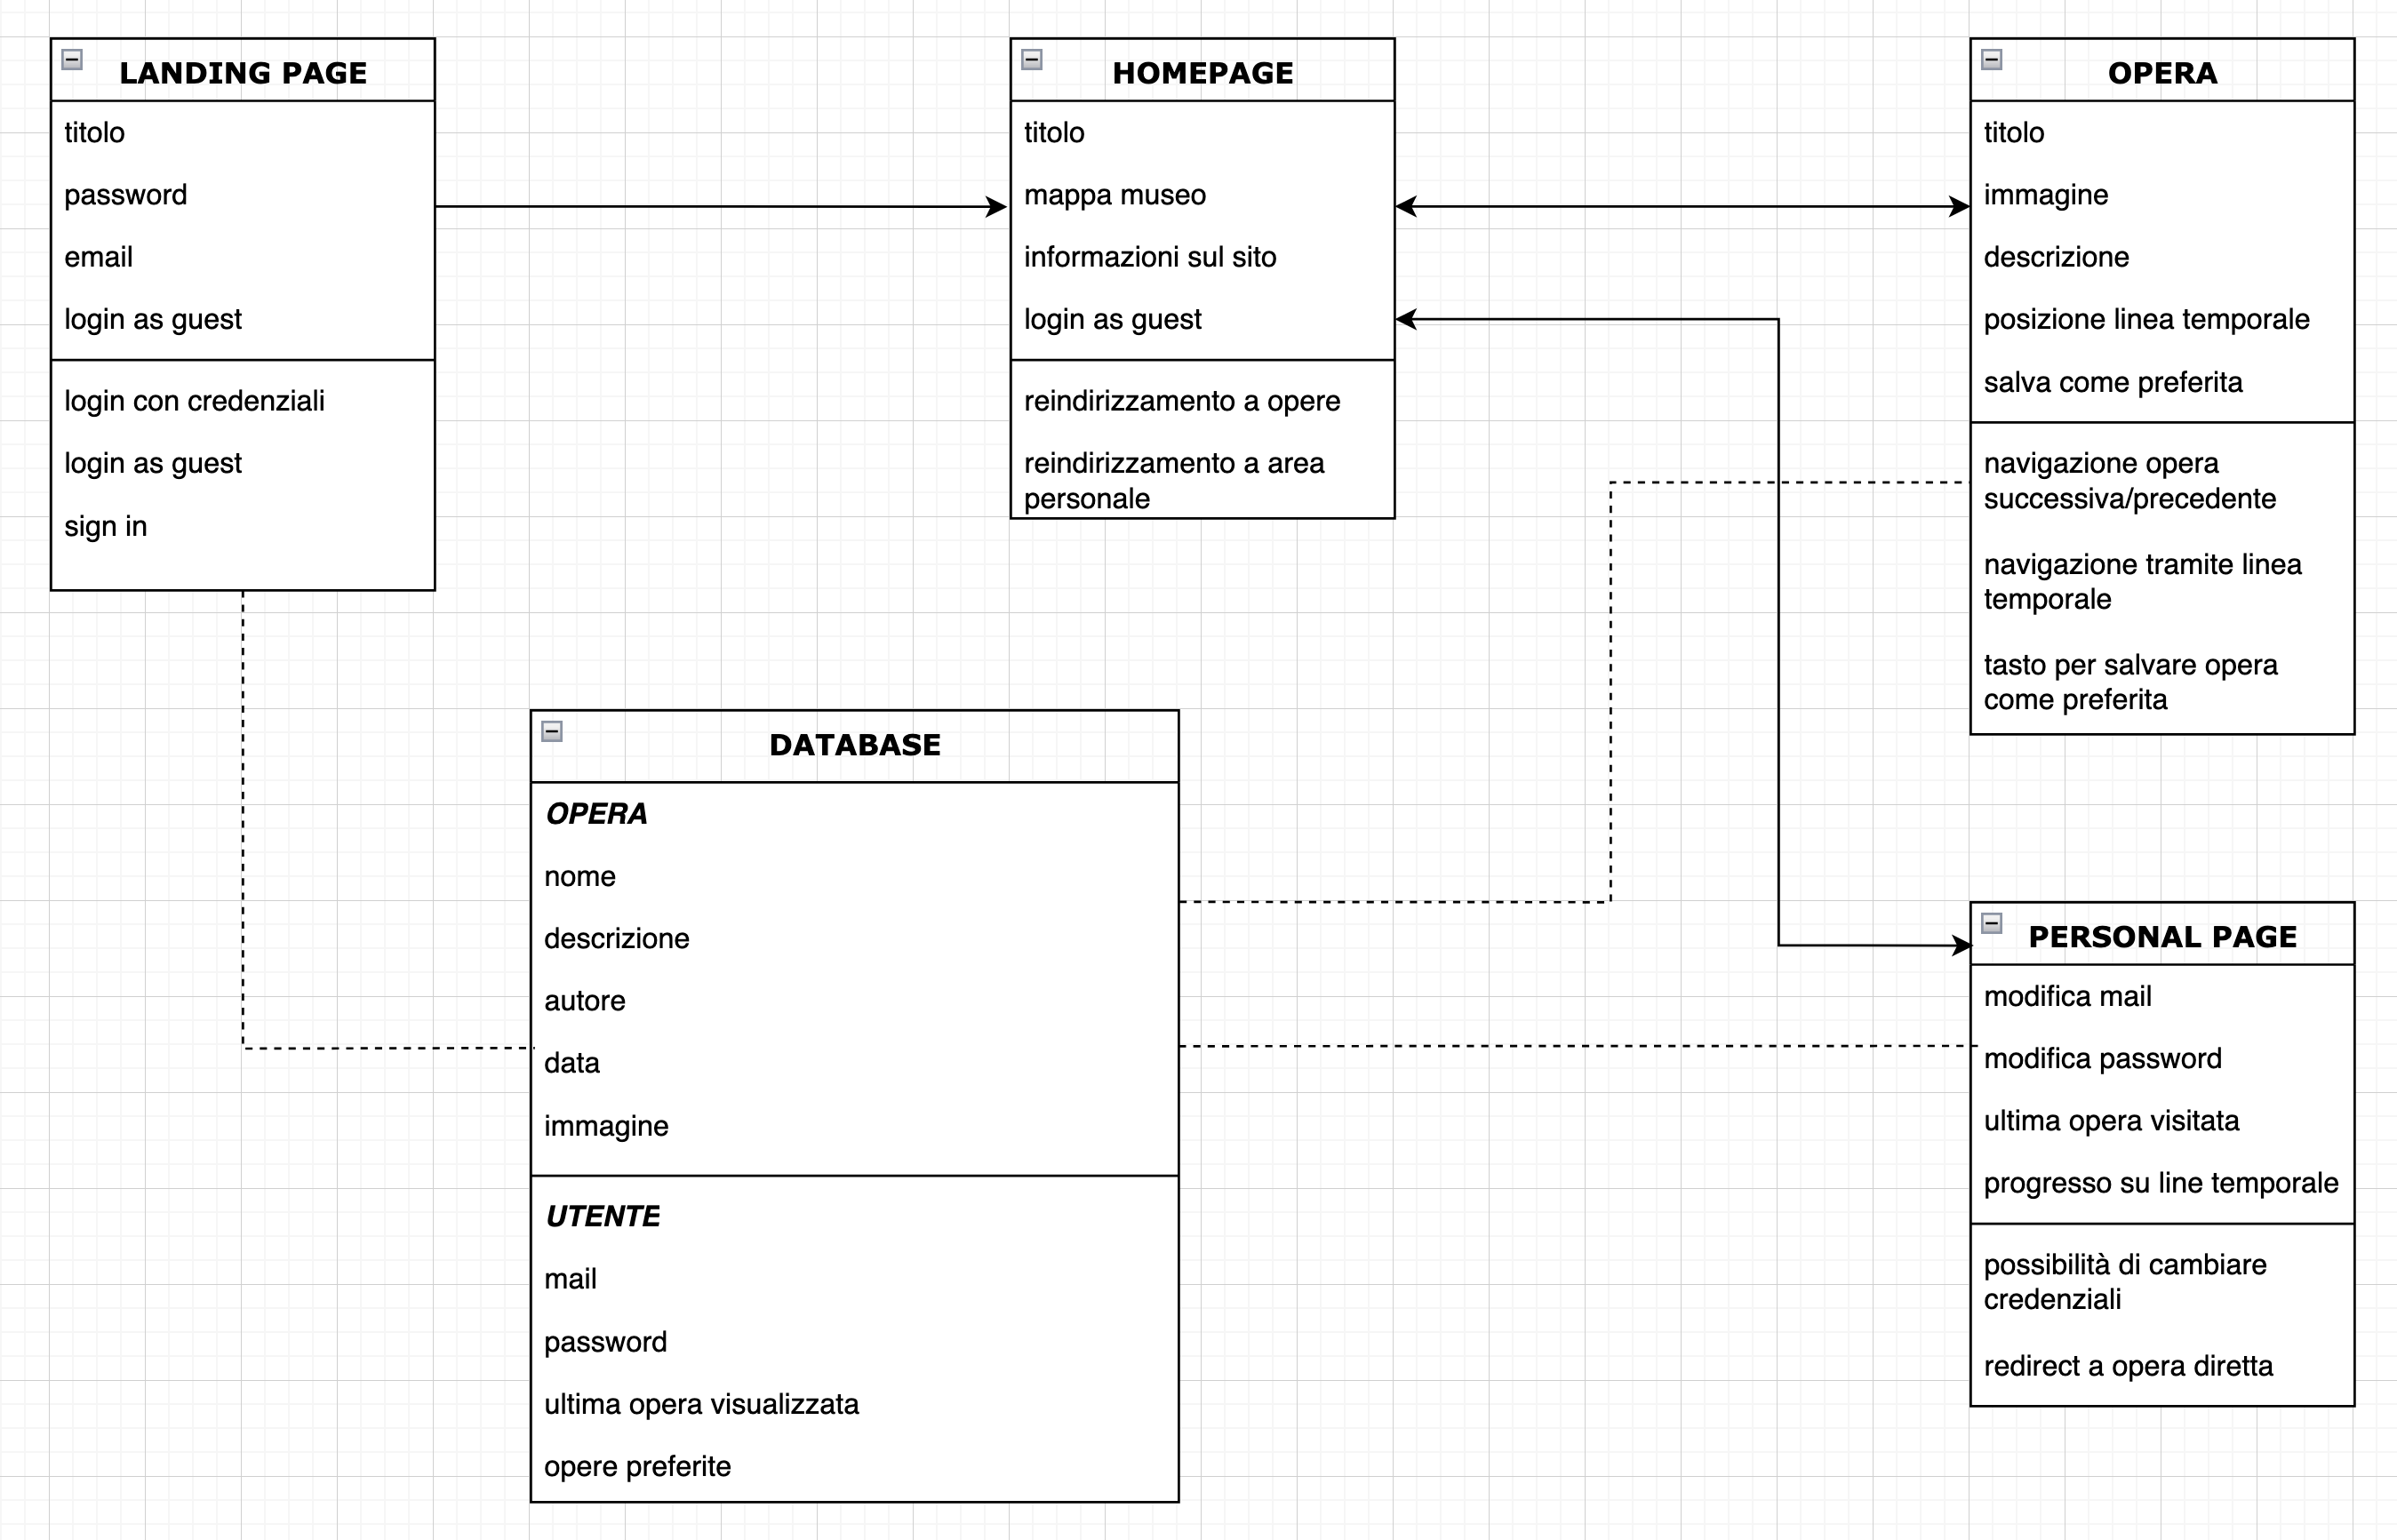 LANDING PAGE
titolo
password
email
login as guest
login con credenziali
login as guest
sign in
HOMEPAGE
titolo
mappa museo
informazioni sul sito
login as guest
reindirizzamento a opere
reindirizzamento a area
personale
OPERA
titolo
immagine
descrizione
posizione linea temporale
salva come preferita
navigazione opera
successiva/precedente
navigazione tramite linea
temporale
tasto per salvare opera
come preferita
DATABASE
OPERA
nome
descrizione
autore
data
immagine
UTENTE
mail
password
ultima opera visualizzata
opere preferite
PERSONAL PAGE
modifica mail
modifica password
ultima opera visitata
progresso su line temporale
possibilità di cambiare
credenziali
redirect a opera diretta